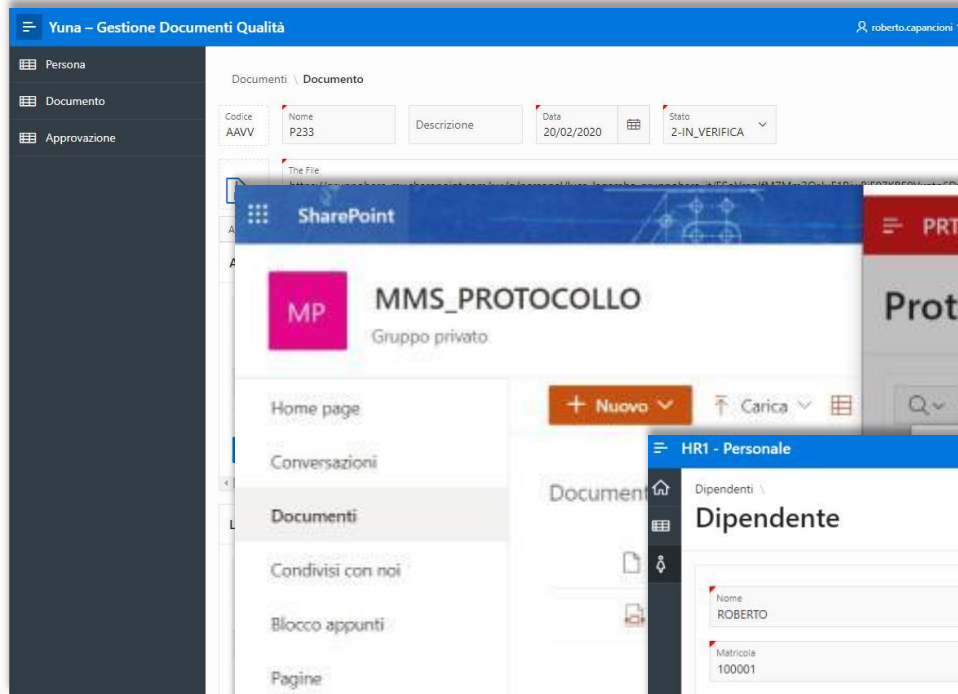 Yuna – Gestione Documenti Qualità
roberto.capancioni
Persona
Documento
Approvazione
Documenti \ Documento
Codice
AAVV
Nome
P233
Descrizione
Data
20/02/2020
Stato
2-IN_VERIFICA
The File
SharePoint
MP
MMS_PROTOCOLLO
Gruppo privato
Home page
Conversazioni
Documenti
Condivisi con noi
Blocco appunti
Pagine
+ Nuovo
Carica
Document
PRT
Prot
HR1 - Personale
Dipendenti \
Dipendente
Nome
ROBERTO
Matricola
100001